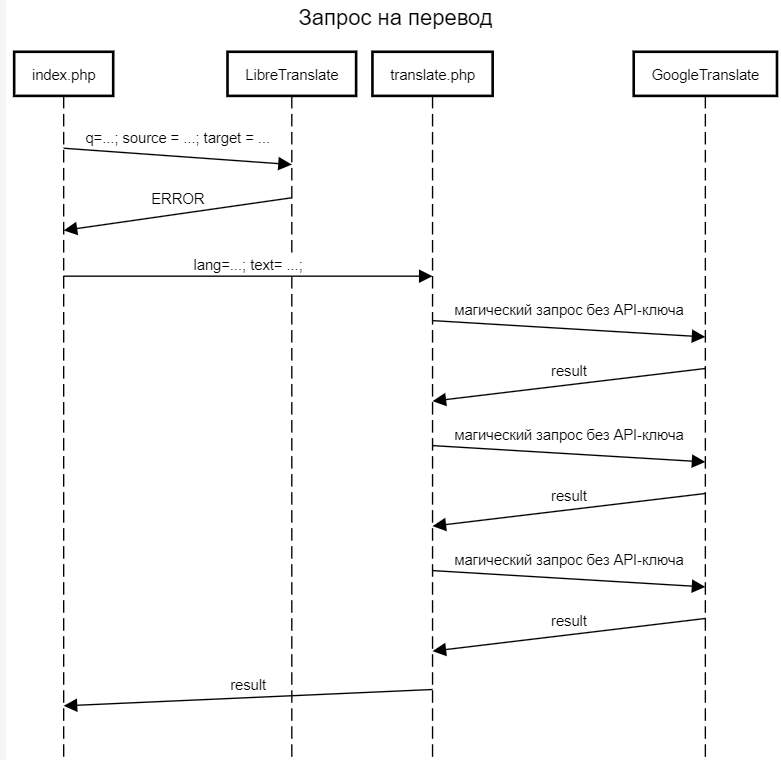 Запрос на перевод
index.php
LibreTranslate
translate.php
GoogleTranslate
q=...; source = ...; target = ...
ERROR
lang=...; text= ...;
магический запрос без API-ключа
result
магический запрос без API-ключа
result
магический запрос без API-ключа
result
result